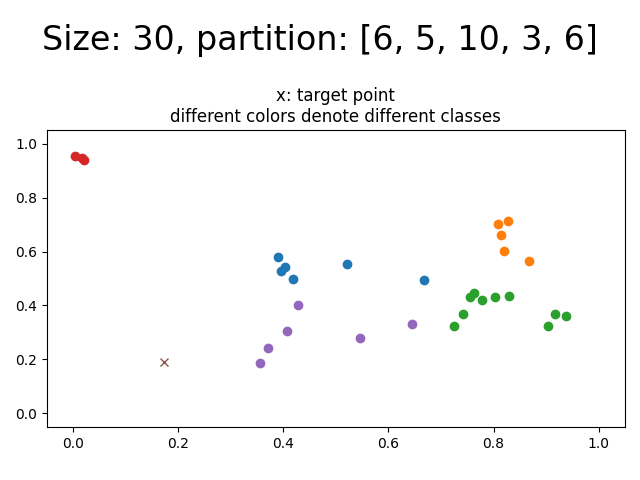 Size: 30, partition: [6, 5, 10, 3, 6]
x: target point
different colors denote different classes
1.0
0.8
0.6
0.4
0.2
0.0
0.0 0.2 0.4 0.6 0.8 1.0